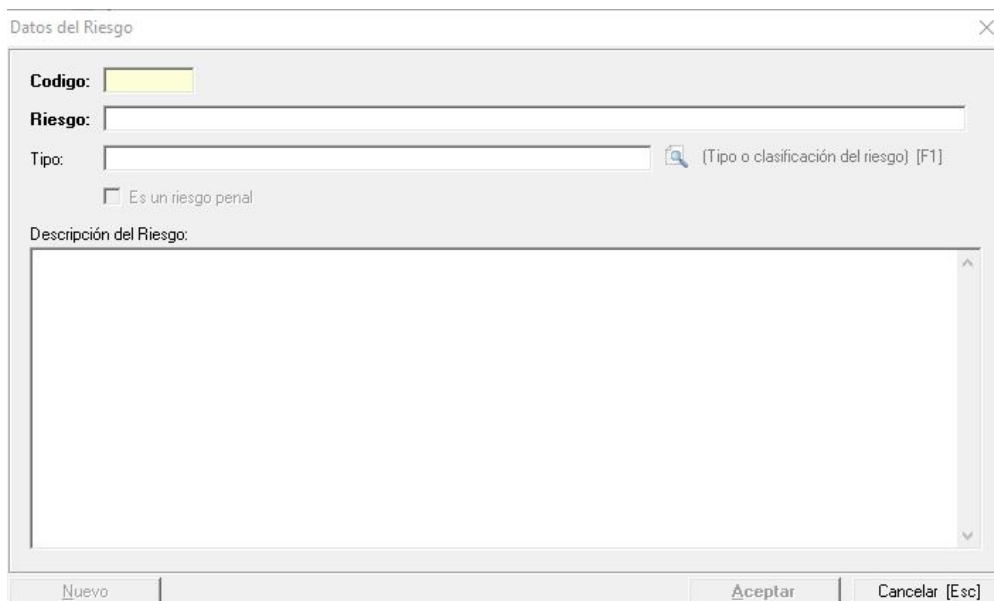 Datos del Riesgo
Codigo:
Riesgo:
Tipo: (Tipo o clasificación del riesgo) [F1]
Es un riesgo penal
Descripción del Riesgo:
Nuevo Aceptar Cancelar [Esc]